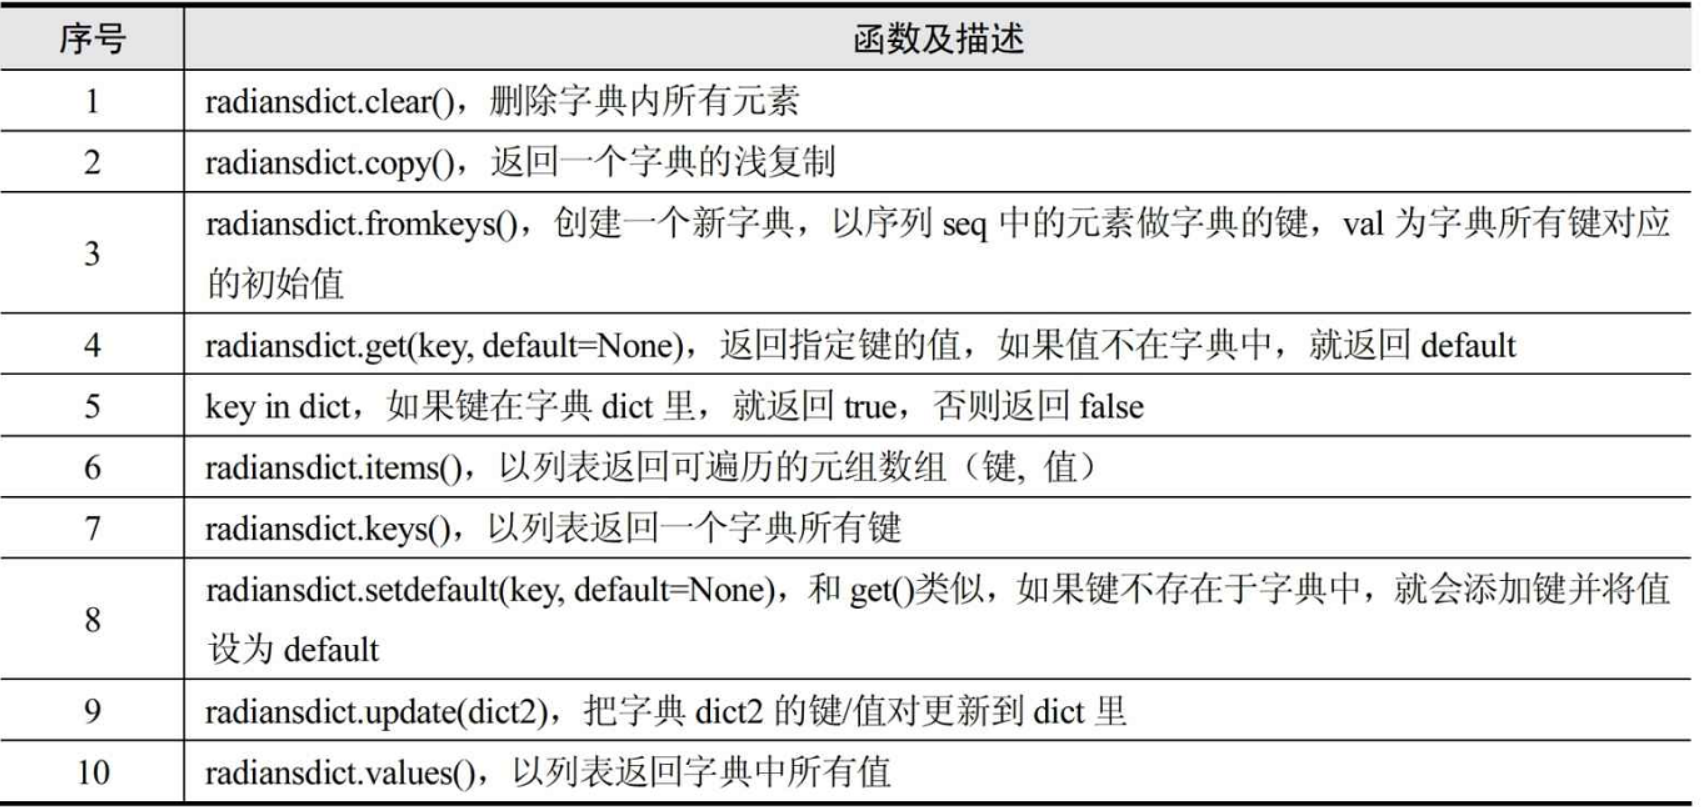 序号 函数及描述
1 radiansdict.clear()，删除字典内所有元素
2 radiansdict.copy()，返回一个字典的浅复制
3 radiansdict.fromkeys()，创建一个新字典，以序列 seq 中的元素做字典的键，val 为字典所有键对应
的初始值
4 radiansdict.get(key, default=None)，返回指定键的值，如果值不在字典中，就返回 default
5 key in dict，如果键在字典 dict 里，就返回 true，否则返回 false
6 radiansdict.items()，以列表返回可遍历的元组数组（键, 值）
7 radiansdict.keys()，以列表返回一个字典所有键
8 radiansdict.setdefault(key, default=None)，和 get()类似，如果键不存在于字典中，就会添加键并将值
设为 default
9 radiansdict.update(dict2)，把字典 dict2 的键/值对更新到 dict 里
10 radiansdict.values()，以列表返回字典中所有值